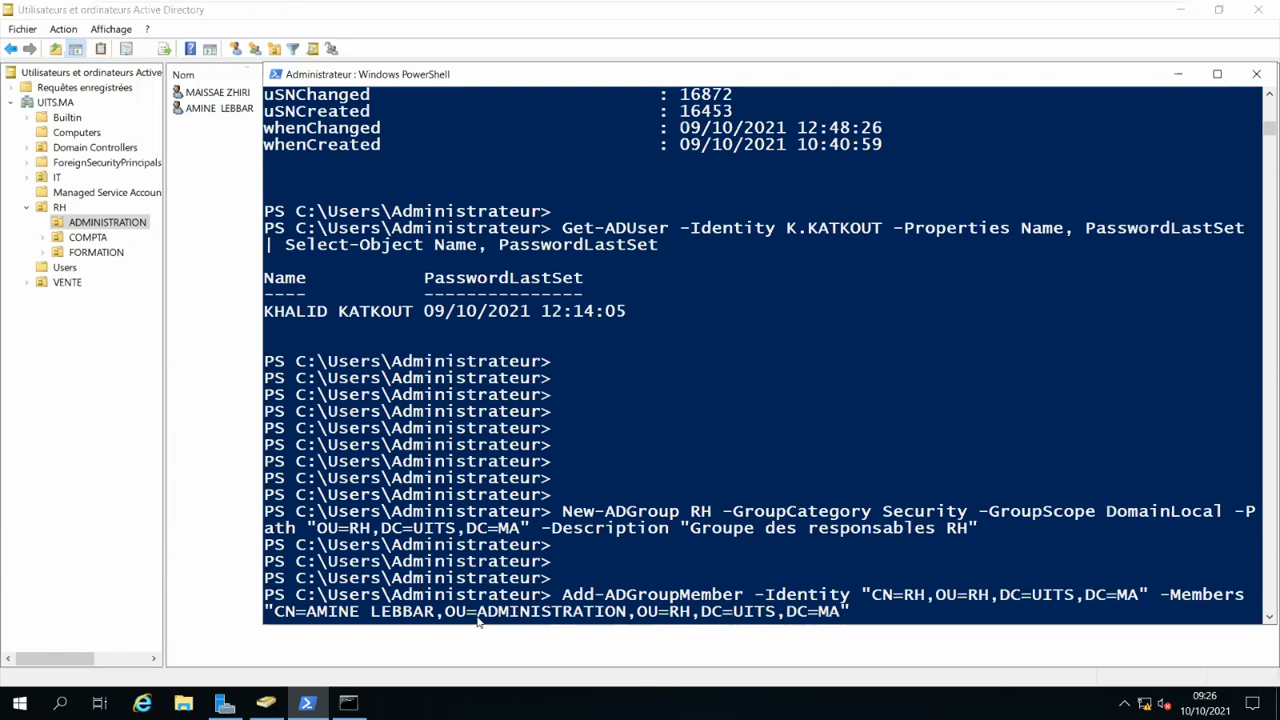 Utilisateurs et ordinateurs Active Directory
Fichier Action Affichage ?
Utilisateurs et ordinateurs Active
Requêtes enregistrées
UITS.MA
Builtin
Computers
Domain Controllers
ForeignSecurityPrincipals
IT
Managed Service Accoun
RH
ADMINISTRATION
COMPTA
FORMATION
Users
VENTE
Nom
MAISSAE ZHIRI
AMINE LEBBAR
Administrateur : Windows PowerShell
uSNChanged : 16872
uSNCreated : 16453
whenChanged : 09/10/2021 12:48:26
whenCreated : 09/10/2021 10:40:59
PS C:\Users\Administrateur>
PS C:\Users\Administrateur> Get-ADUser -Identity K.KATKOUT -Properties Name, PasswordLastSet
| Select-Object Name, PasswordLastSet
Name PasswordLastSet
---- ---------------
KHALID KATKOUT 09/10/2021 12:14:05
PS C:\Users\Administrateur>
PS C:\Users\Administrateur>
PS C:\Users\Administrateur>
PS C:\Users\Administrateur>
PS C:\Users\Administrateur>
PS C:\Users\Administrateur>
PS C:\Users\Administrateur>
PS C:\Users\Administrateur>
PS C:\Users\Administrateur>
PS C:\Users\Administrateur> New-ADGroup RH -GroupCategory Security -GroupScope DomainLocal -P
ath "OU=RH,DC=UITS,DC=MA" -Description "Groupe des responsables RH"
PS C:\Users\Administrateur>
PS C:\Users\Administrateur>
PS C:\Users\Administrateur>
PS C:\Users\Administrateur> Add-ADGroupMember -Identity "CN=RH,OU=RH,DC=UITS,DC=MA" -Members
"CN=AMINE LEBBAR,OU=ADMINISTRATION,OU=RH,DC=UITS,DC=MA"
09:26
10/10/2021